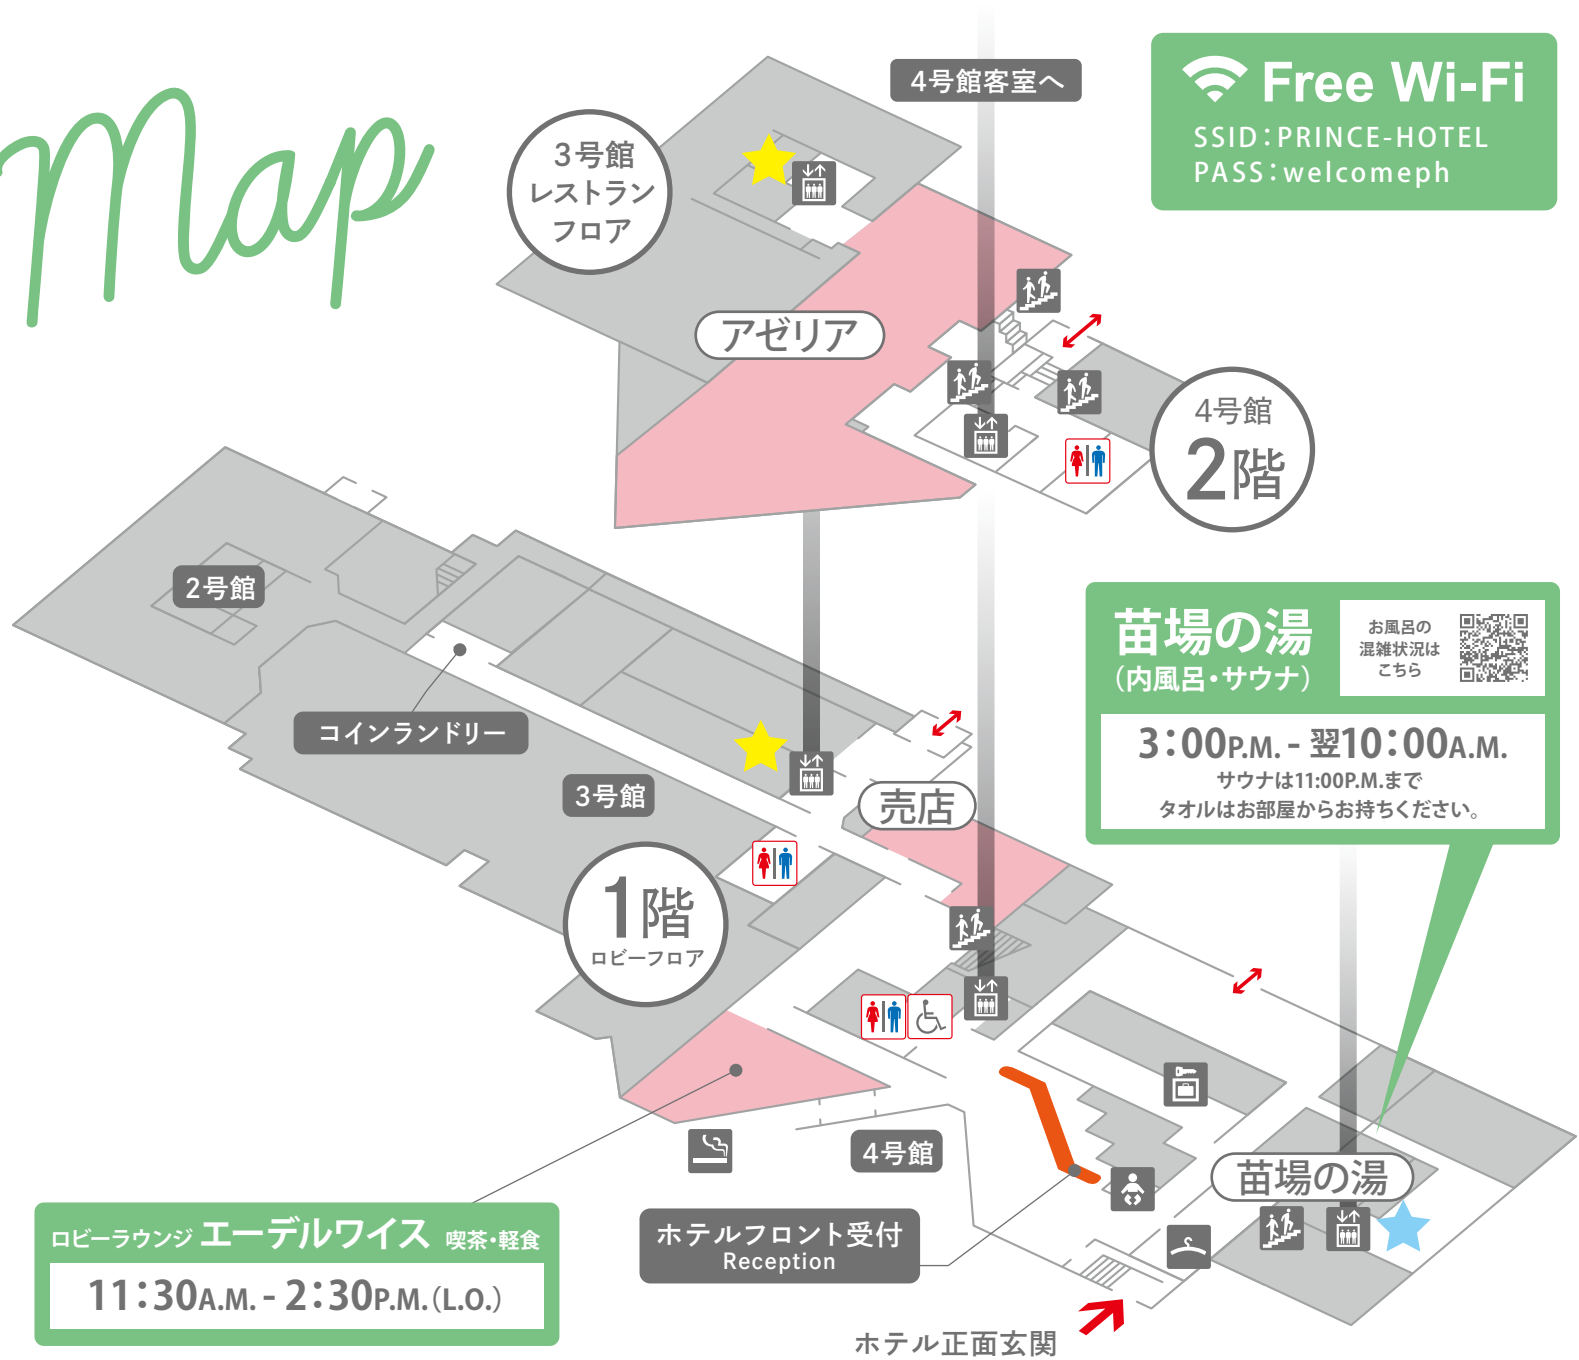 Map
4号館客室へ
Free Wi-Fi
SSID：PRINCE-HOTEL
PASS：welcomeph
3号館
レストラン
フロア
アゼリア
4号館
2階
2号館
コインランドリー
3号館
売店
1階
ロビーフロア
苗場の湯
（内風呂・サウナ）
お風呂の
混雑状況は
こちら
3：00P.M. - 翌10：00A.M.
サウナは11:00P.M.まで
タオルはお部屋からお持ちください。
4号館
苗場の湯
ホテルフロント受付
Reception
ロビーラウンジ エーデルワイス 喫茶・軽食
11：30A.M. - 2：30P.M.（L.O.）
ホテル正面玄関